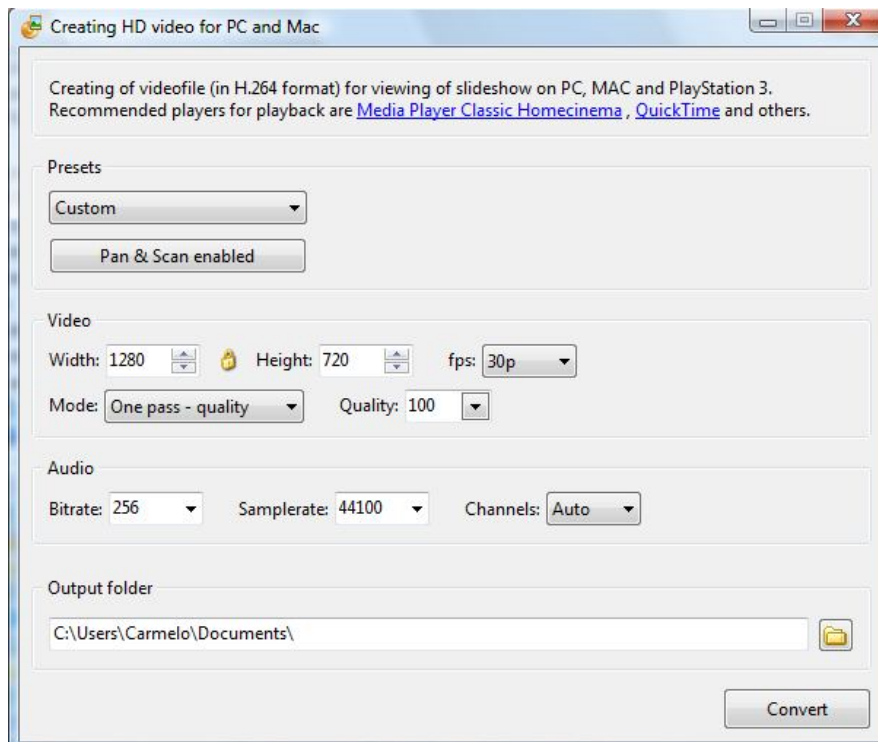 Creating HD video for PC and Mac
Creating of videofile (in H.264 format) for viewing of slideshow on PC, MAC and PlayStation 3.
Recommended players for playback are Media Player Classic Homecinema , QuickTime and others.
Presets
Custom
Pan & Scan enabled
Video
Width: 1280 Height: 720 fps: 30p
Mode: One pass - quality Quality: 100
Audio
Bitrate: 256 Samplerate: 44100 Channels: Auto
Output folder
C:\Users\Carmelo\Documents\
Convert